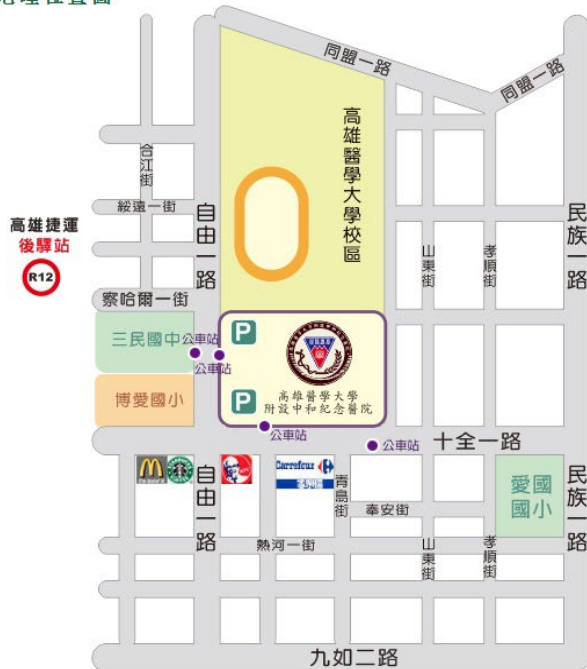 地理位置圖
同盟一路
同盟一路
高雄醫學大學校區
合江街
綏遠一街
自由一路
民族一路
高雄捷運
後驛站
R12
山東街
孝順街
察哈爾一街
三民國中
公車站
公車站
P
P
博愛國小
高雄醫學大學
附設中和紀念醫院
公車站
公車站
十全一路
自由一路
KFC
Carrefour
家樂福
青島街
奉安街
愛國
國小
民族一路
熱河一街
山東街
孝順街
九如二路